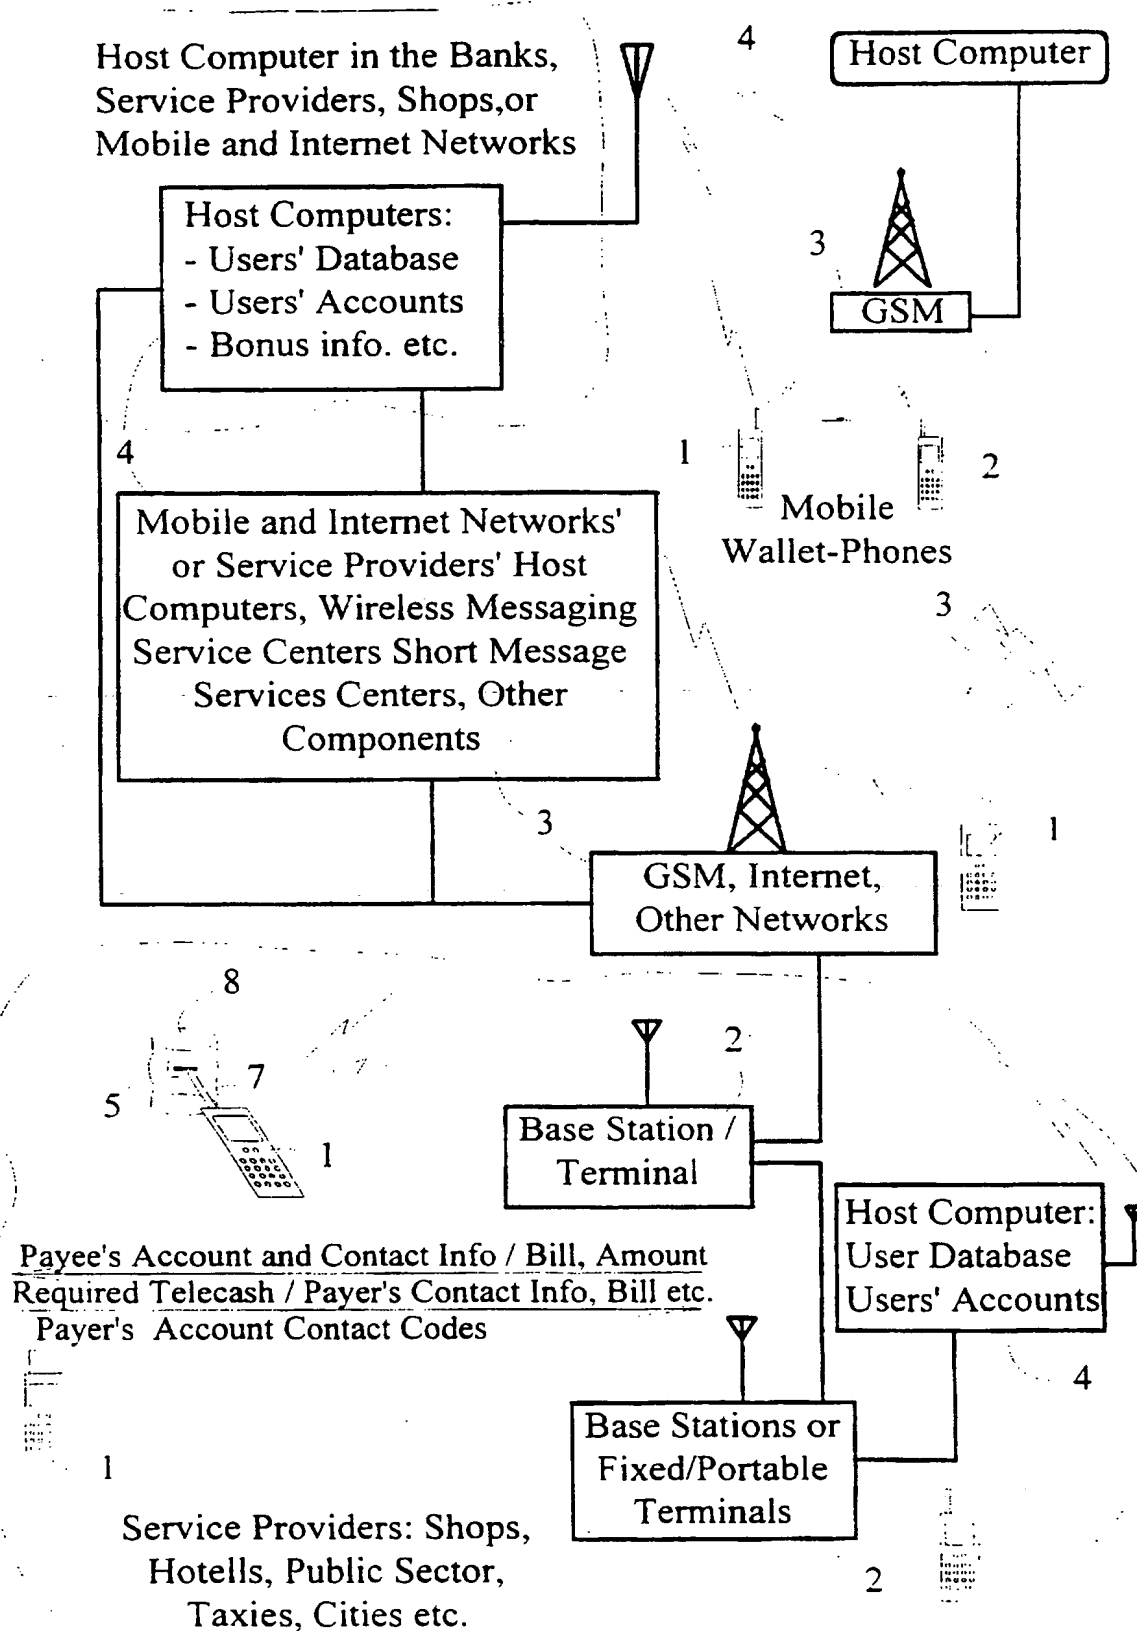 Host Computer in the Banks,
Service Providers, Shops,or
Mobile and Internet Networks
4
Host Computer
Host Computers:
- Users' Database
- Users' Accounts
- Bonus info. etc.
3
GSM
4
1
2
Mobile
Wallet-Phones
Mobile and Internet Networks'
or Service Providers' Host
Computers, Wireless Messaging
Service Centers Short Message
Services Centers, Other
Components
3
3
1
GSM, Internet,
Other Networks
8
7
5
1
2
Base Station /
Terminal
Host Computer:
User Database
Users' Accounts
Payee's Account and Contact Info / Bill, Amount
Required Telecash / Payer's Contact Info, Bill etc.
Payer's Account Contact Codes
4
1
Base Stations or
Fixed/Portable
Terminals
2
Service Providers: Shops,
Hotells, Public Sector,
Taxies, Cities etc.